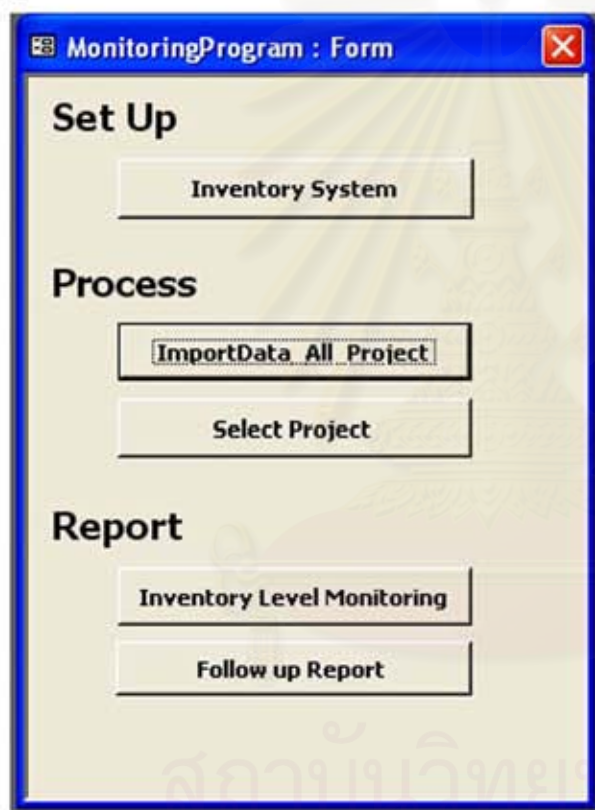 MonitoringProgram : Form
Set Up
Inventory System
Process
ImportData_All_Project
Select Project
Report
Inventory Level Monitoring
Follow up Report